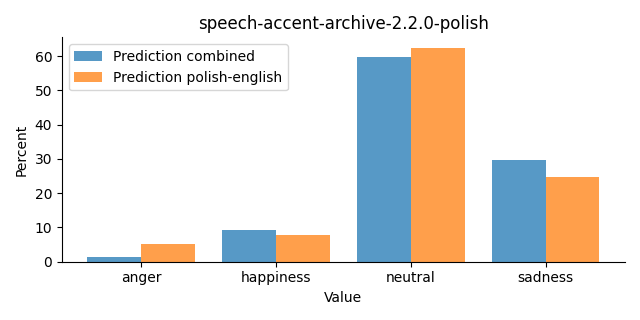 speech-accent-archive-2.2.0-polish
Prediction combined
Prediction polish-english
Percent
60
50
40
30
20
10
0
anger happiness neutral sadness
Value